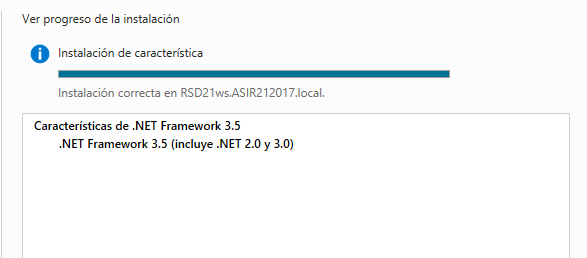 Ver progreso de la instalación
Instalación de característica
Instalación correcta en RSD21ws.ASIR212017.local.
Características de .NET Framework 3.5
.NET Framework 3.5 (incluye .NET 2.0 y 3.0)